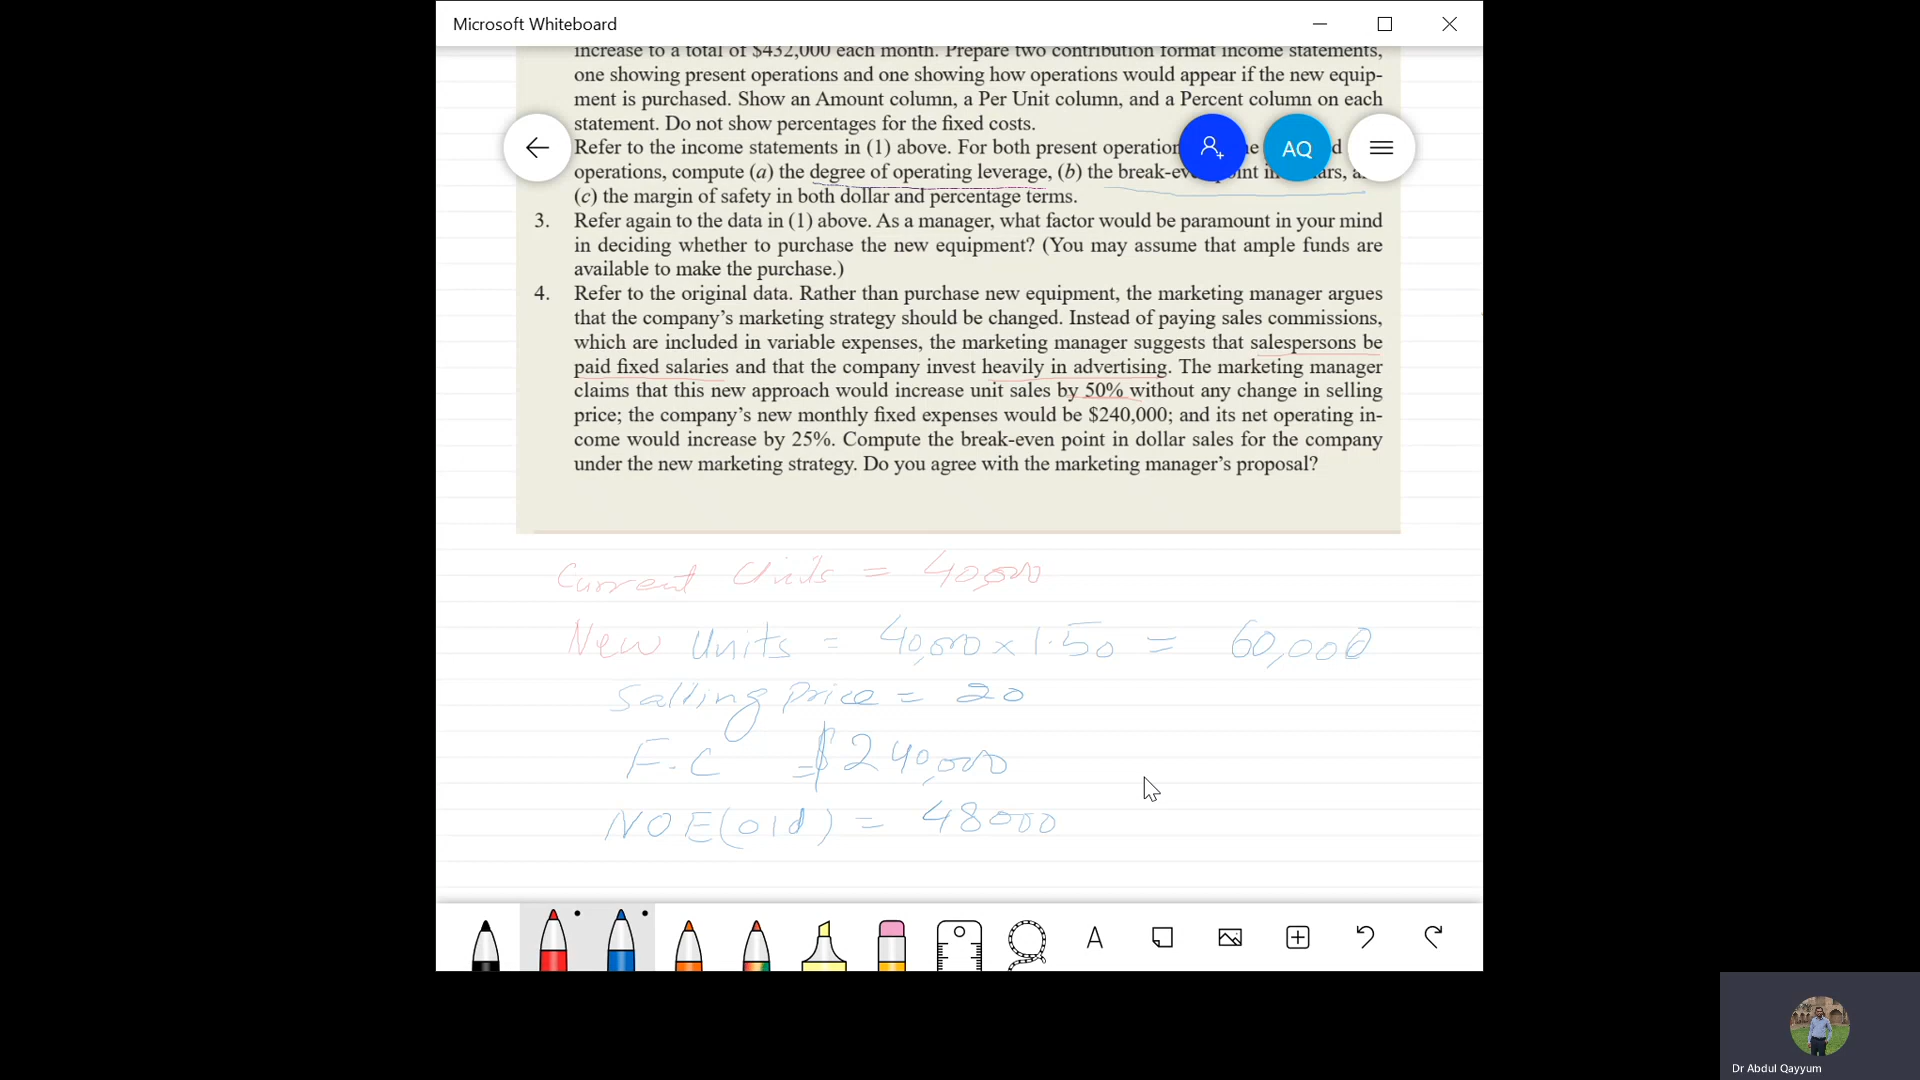 Microsoft Whiteboard
increase to a total of $432,000 each month. Prepare two contribution format income statements,
one showing present operations and one showing how operations would appear if the new equip-
ment is purchased. Show an Amount column, a Per Unit column, and a Percent column on each
statement. Do not show percentages for the fixed costs.
Refer to the income statements in (1) above. For both present operation
operations, compute (a) the degree of operating leverage, (b) the break-ev
(c) the margin of safety in both dollar and percentage terms.
3. Refer again to the data in (1) above. As a manager, what factor would be paramount in your mind
in deciding whether to purchase the new equipment? (You may assume that ample funds are
available to make the purchase.)
4. Refer to the original data. Rather than purchase new equipment, the marketing manager argues
that the company's marketing strategy should be changed. Instead of paying sales commissions,
which are included in variable expenses, the marketing manager suggests that salespersons be
paid fixed salaries and that the company invest heavily in advertising. The marketing manager
claims that this new approach would increase unit sales by 50% without any change in selling
price; the company's new monthly fixed expenses would be $240,000; and its net operating in-
come would increase by 25%. Compute the break-even point in dollar sales for the company
under the new marketing strategy. Do you agree with the marketing manager's proposal?
AQ
Current Units = 40,000
New Units = 40,000 x 1.50 = 60,000
Salling price = 20
F.C = $240,000
NOE(old) = 48000
Dr Abdul Qayyum